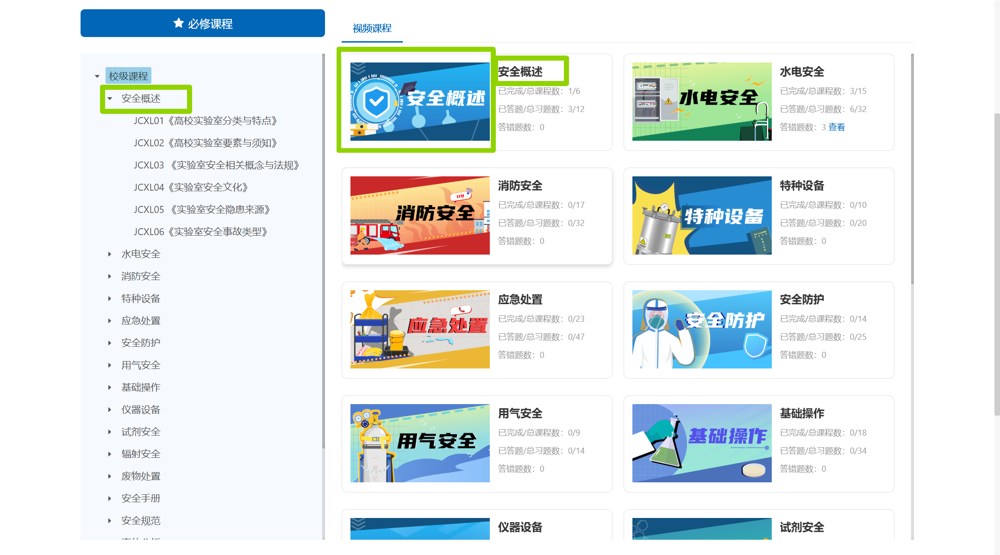 必修课程
校级课程
安全概述
JCXL01《高校实验室分类与特点》
JCXL02《高校实验室要素与须知》
JCXL03 《实验室安全相关概念与法规》
JCXL04《实验室安全文化》
JCXL05 《实验室安全隐患来源》
JCXL06《实验室安全事故类型》
水电安全
消防安全
特种设备
应急处置
安全防护
用气安全
基础操作
仪器设备
试剂安全
辐射安全
废物处置
安全手册
安全规范
视频课程
安全概述
安全概述
已完成/总课程数：1/6
已答题/总习题数：3/12
答错题数：0
水电安全
水电安全
已完成/总课程数：3/15
已答题/总习题数：6/32
答错题数：3 查看
119
消防安全
消防安全
已完成/总课程数：0/17
已答题/总习题数：0/32
答错题数：0
特种设备
特种设备
已完成/总课程数：0/10
已答题/总习题数：0/20
答错题数：0
应急处置
应急处置
已完成/总课程数：0/23
已答题/总习题数：0/47
答错题数：0
安全防护
安全防护
已完成/总课程数：0/14
已答题/总习题数：0/25
答错题数：0
用气安全
一氧化
用气安全
已完成/总课程数：0/9
已答题/总习题数：0/14
答错题数：0
基础操作
基础操作
已完成/总课程数：0/18
已答题/总习题数：0/34
答错题数：0
仪器设备
试剂安全